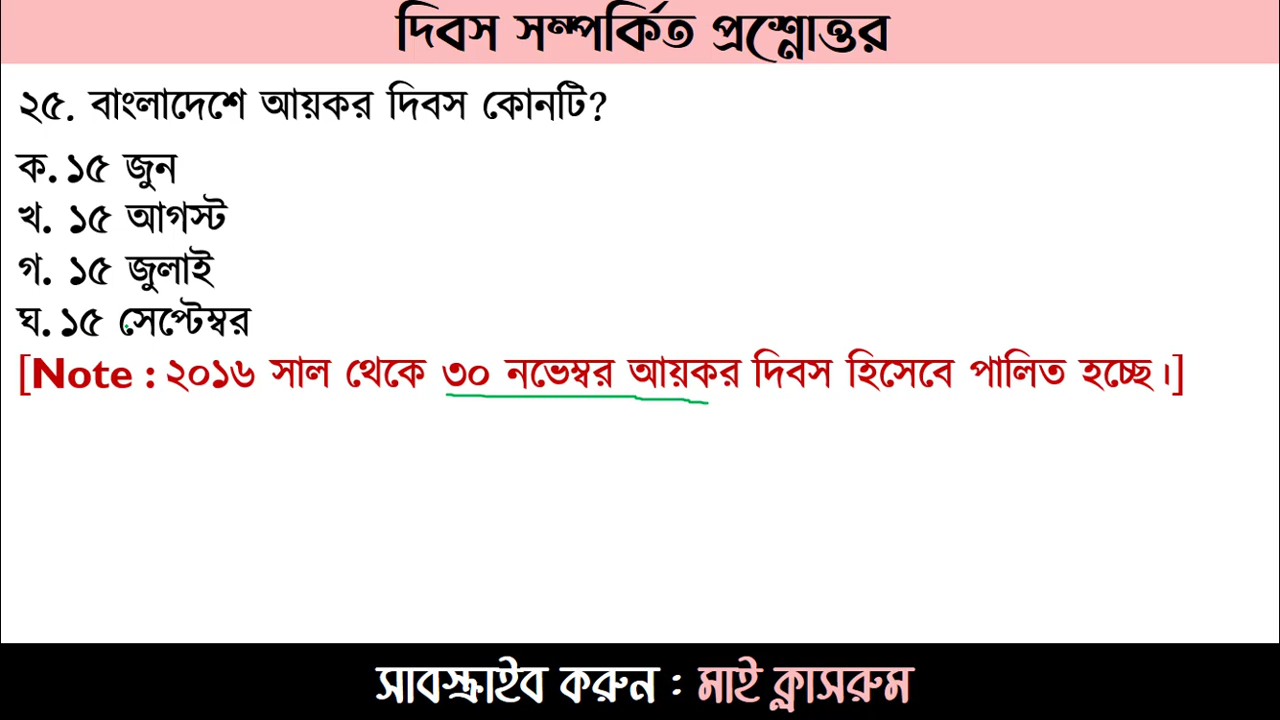 দিবস সম্পর্কিত প্রশ্নোত্তর
২৫. বাংলাদেশে আয়কর দিবস কোনটি?
ক. ১৫ জুন
খ. ১৫ আগস্ট
গ. ১৫ জুলাই
ঘ. ১৫ সেপ্টেম্বর
[Note : ২০১৬ সাল থেকে ৩০ নভেম্বর আয়কর দিবস হিসেবে পালিত হচ্ছে।]
সাবস্ক্রাইব করুন : মাই ক্লাসরুম